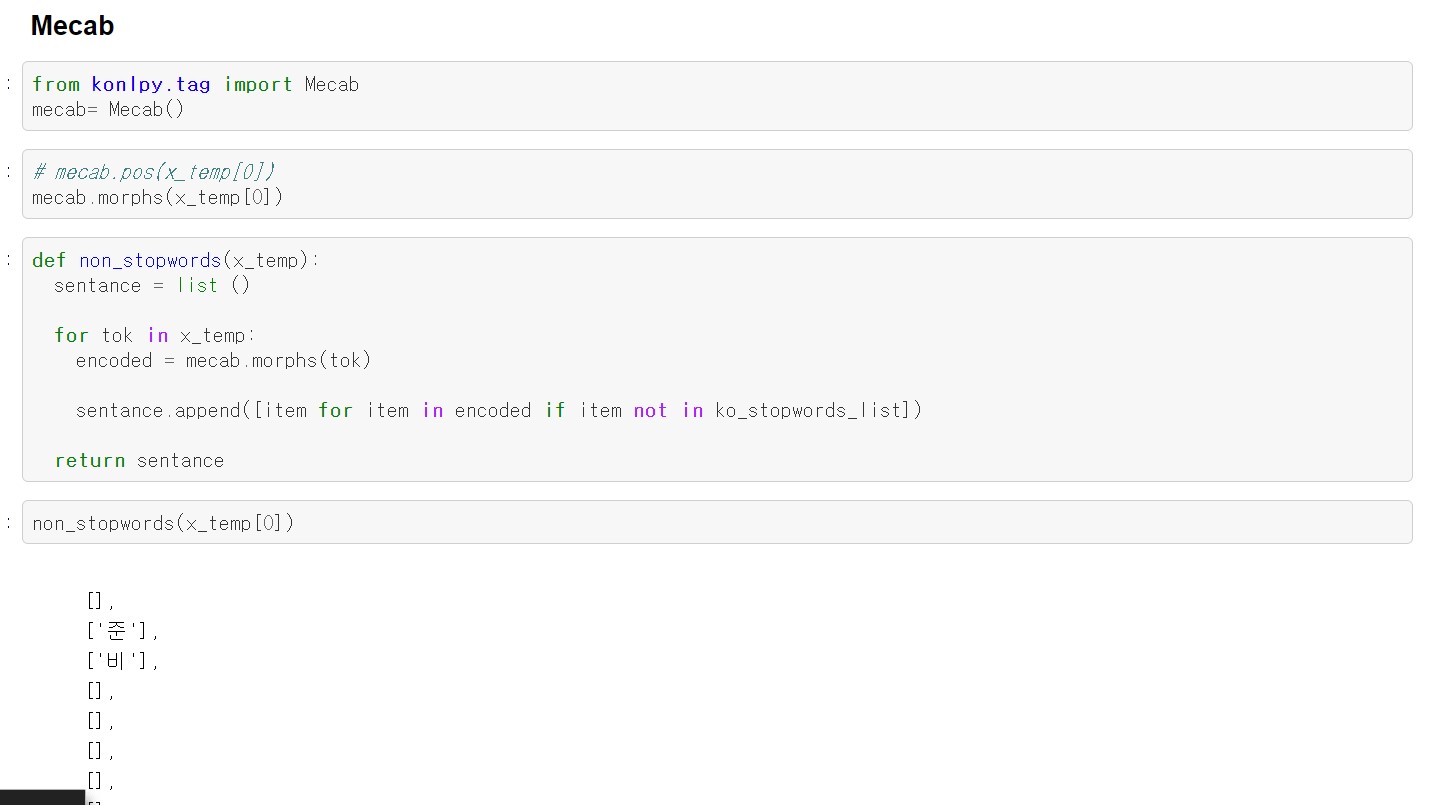 Mecab
:
from konlpy.tag import Mecab
mecab= Mecab()
:
# mecab.pos(x_temp[0])
mecab.morphs(x_temp[0])
:
def non_stopwords(x_temp):
sentance = list ()
for tok in x_temp:
encoded = mecab.morphs(tok)
sentance.append([item for item in encoded if item not in ko_stopwords_list])
return sentance
:
non_stopwords(x_temp[0])
[],
['준'],
['비'],
[],
[],
[],
[],